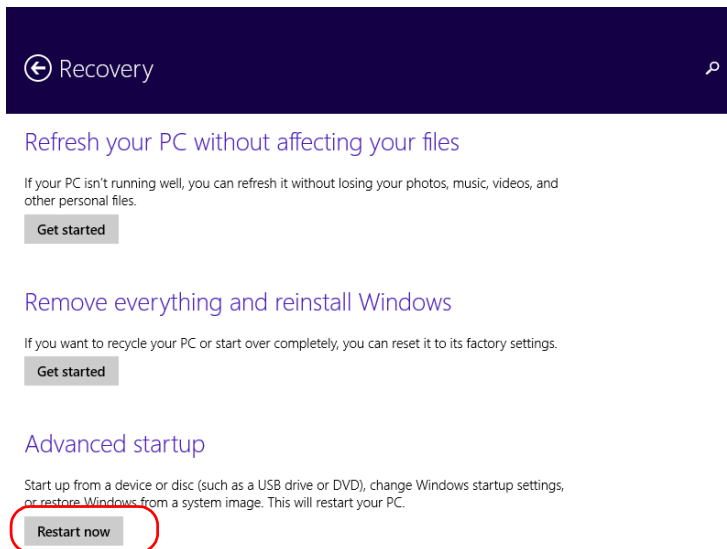 Recovery
Refresh your PC without affecting your files
If your PC isn't running well, you can refresh it without losing your photos, music, videos, and
other personal files.
Get started
Remove everything and reinstall Windows
If you want to recycle your PC or start over completely, you can reset it to its factory settings.
Get started
Advanced startup
Start up from a device or disc (such as a USB drive or DVD), change Windows startup settings,
or restore Windows from a system image. This will restart your PC.
Restart now